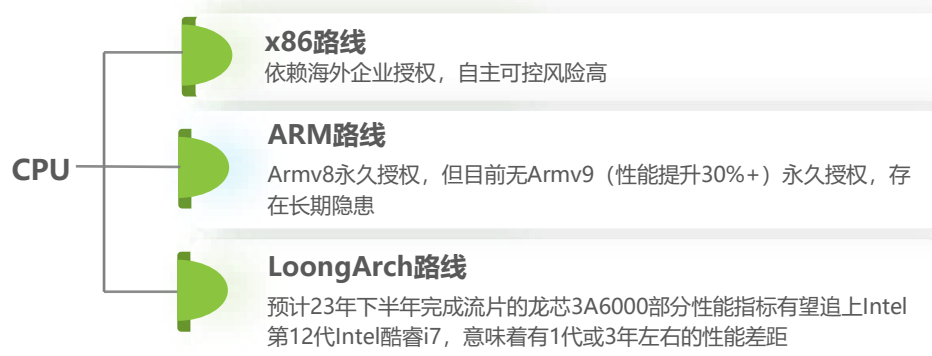 x86路线
依赖海外企业授权，自主可控风险高
ARM路线
CPU
Armv8永久授权，但目前无Armv9（性能提升30%+）永久授权，存
在长期隐患
LoongArch路线
预计23年下半年完成流片的龙芯3A6000部分性能指标有望追上Intel
第12代Intel酷睿i7，意味着有1代或3年左右的性能差距